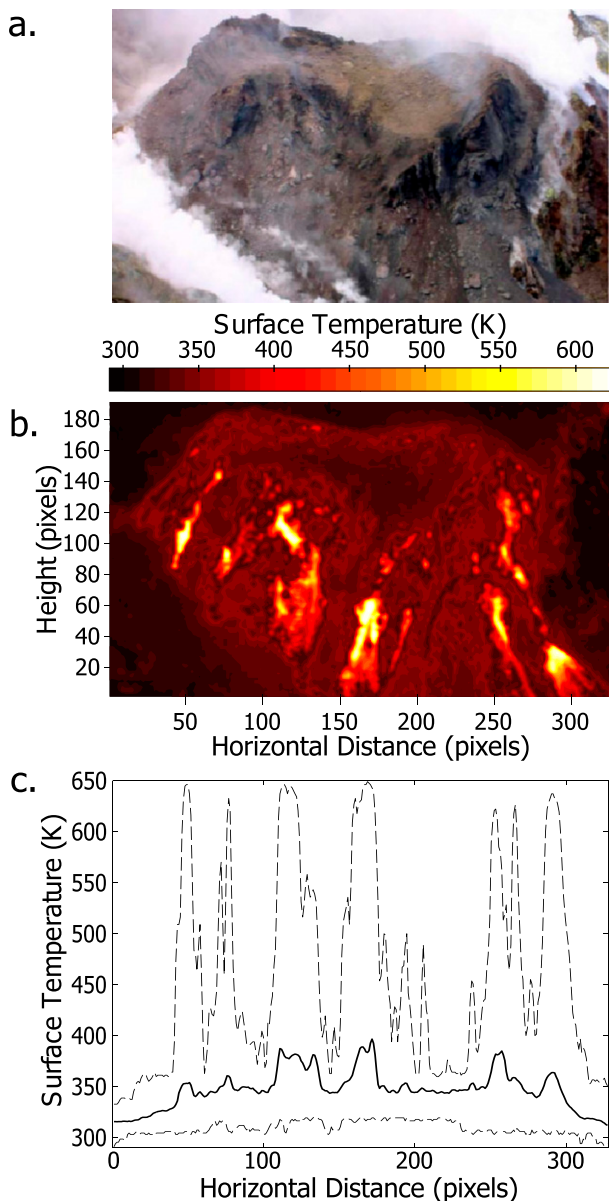 a.
Surface Temperature (K)
300 350 400 450 500 550 600
b.
Height (pixels)
180
160
140
120
100
80
60
40
20
50 100 150 200 250 300
Horizontal Distance (pixels)
c.
Surface Temperature (K)
650
600
550
500
450
400
350
300
0 100 200 300
Horizontal Distance (pixels)